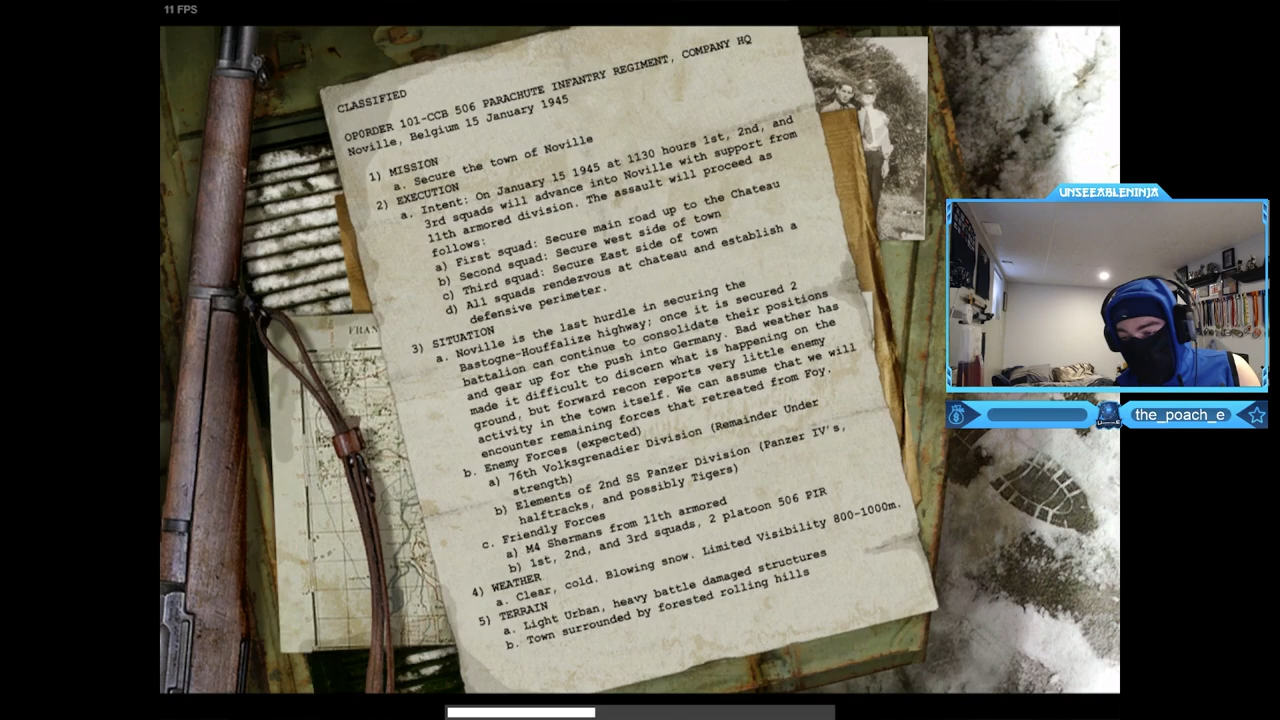 11 FPS
CLASSIFIED
OPORDER 101-CCB 506 PARACHUTE INFANTRY REGIMENT, COMPANY HQ
Noville, Belgium 15 January 1945
1) MISSION
a. Secure the town of Noville
2) EXECUTION
a. Intent: On January 15 1945 at 1130 hours 1st, 2nd, and
3rd squads will advance into Noville with support from
11th armored division. The assault will proceed as
follows:
a) First squad: Secure main road up to the Chateau
b) Second squad: Secure west side of town
c) Third squad: Secure East side of town
d) All squads rendezvous at chateau and establish a
defensive perimeter.
3) SITUATION
a. Noville is the last hurdle in securing the
Bastogne-Houffalize highway; once it is secured 2
battalion can continue to consolidate their positions
and gear up for the push into Germany. Bad weather has
made it difficult to discern what is happening on the
ground, but forward recon reports very little enemy
activity in the town itself. We can assume that we will
encounter remaining forces that retreated from Foy.
b. Enemy Forces (expected)
a) 76th Volksgrenadier Division (Remainder Under
strength)
b) Elements of 2nd SS Panzer Division (Panzer IV's,
halftracks, and possibly Tigers)
c. Friendly Forces
a) M4 Shermans from 11th armored
b) 1st, 2nd, and 3rd squads, 2 platoon 506 PIR
4) WEATHER
a. Clear, cold. Blowing snow. Limited Visibility 800-1000m.
5) TERRAIN
a. Light Urban, heavy battle damaged structures
b. Town surrounded by forested rolling hills
FRAN
UNSEEABLENINJA
the_poach_e